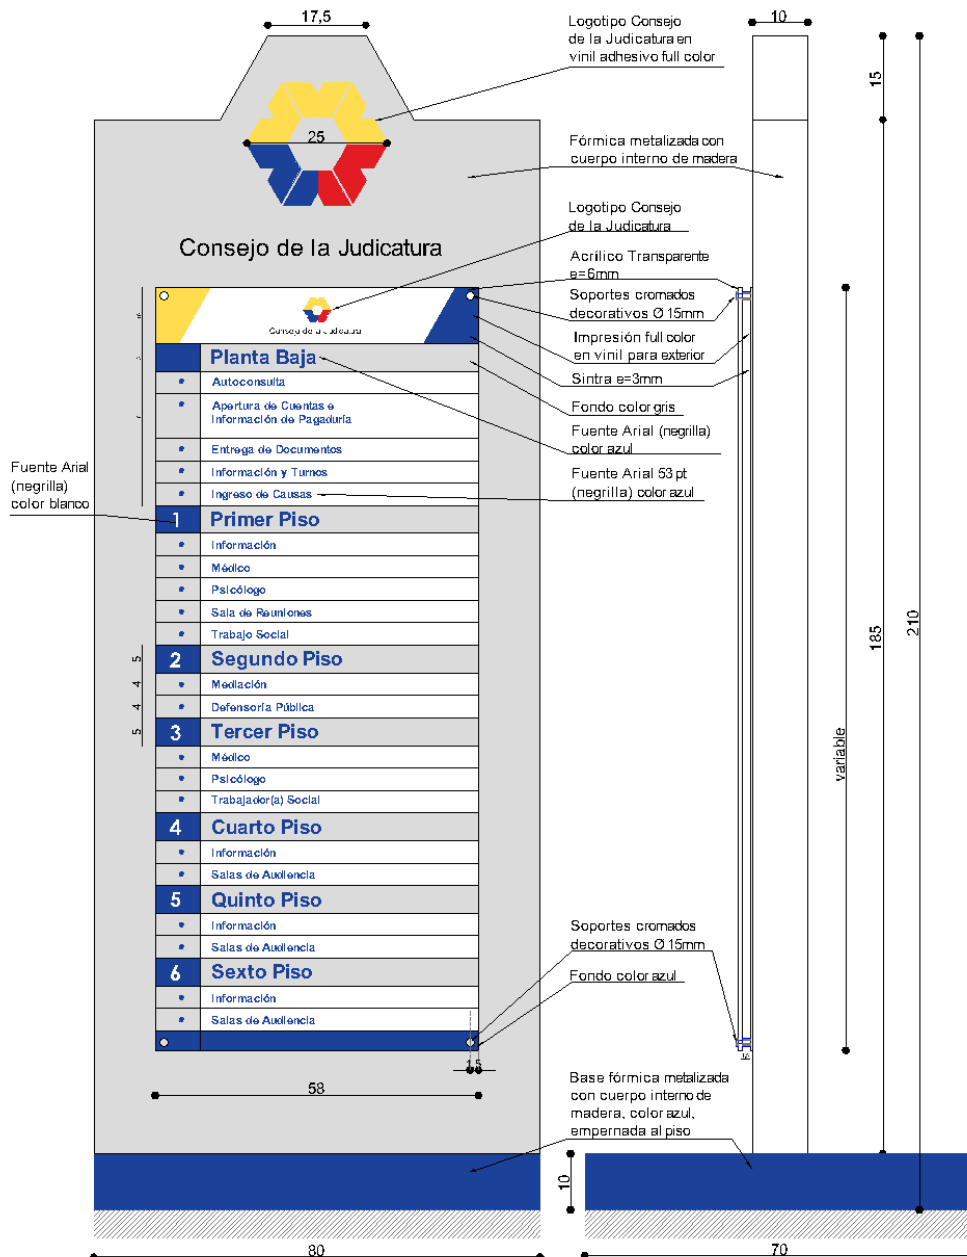 17,5
10
Logotipo Consejo
de la Judicatura en
vinil adhesivo full color
15
25
Fórmica metalizada con
cuerpo interno de madera
Logotipo Consejo
de la Judicatura
Consejo de la Judicatura
Acrílico Transparente
e=6mm
Soportes cromados
decorativos Ø 15mm
Consejo de la Judicatura
Impresión full color
en vinil para exterior
Planta Baja
Sintra e=3mm
Autoconsulta
Fondo color gris
Apertura de Cuentas e
Información de Pagaduría
Fuente Arial (negrilla)
color azul
Entrega de Documentos
Información y Turnos
Fuente Arial 53 pt
(negrilla) color azul
Ingreso de Causas
Fuente Arial
(negrilla)
color blanco
1 Primer Piso
Información
Médico
Psicólogo
Sala de Reuniones
Trabajo Social
185
210
5
2 Segundo Piso
4
Mediación
4
Defensoría Pública
5
3 Tercer Piso
variable
Médico
Psicólogo
Trabajador(a) Social
4 Cuarto Piso
Información
Salas de Audiencia
5 Quinto Piso
Información
Salas de Audiencia
Soportes cromados
decorativos Ø 15mm
6 Sexto Piso
Fondo color azul
Información
Salas de Audiencia
1,5
58
Base fórmica metalizada
con cuerpo interno de
madera, color azul,
empernada al piso
10
80
70